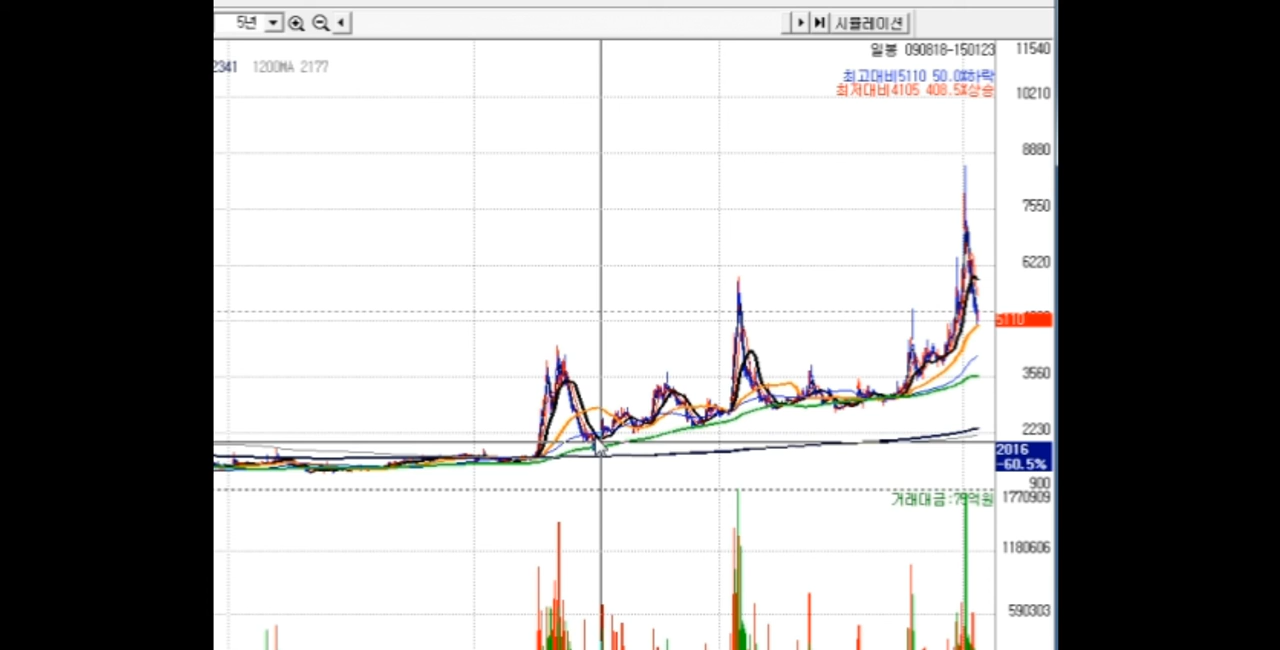 5년
시뮬레이션
일봉 090818-150123
11540
2341 1200MA 2177
최고대비5110 50.0%하락
최저대비4105 408.5%상승
10210
8880
7550
6220
5110
3560
2230
2016
-60.5%
900
거래대금:75억원
1770909
1180606
590303